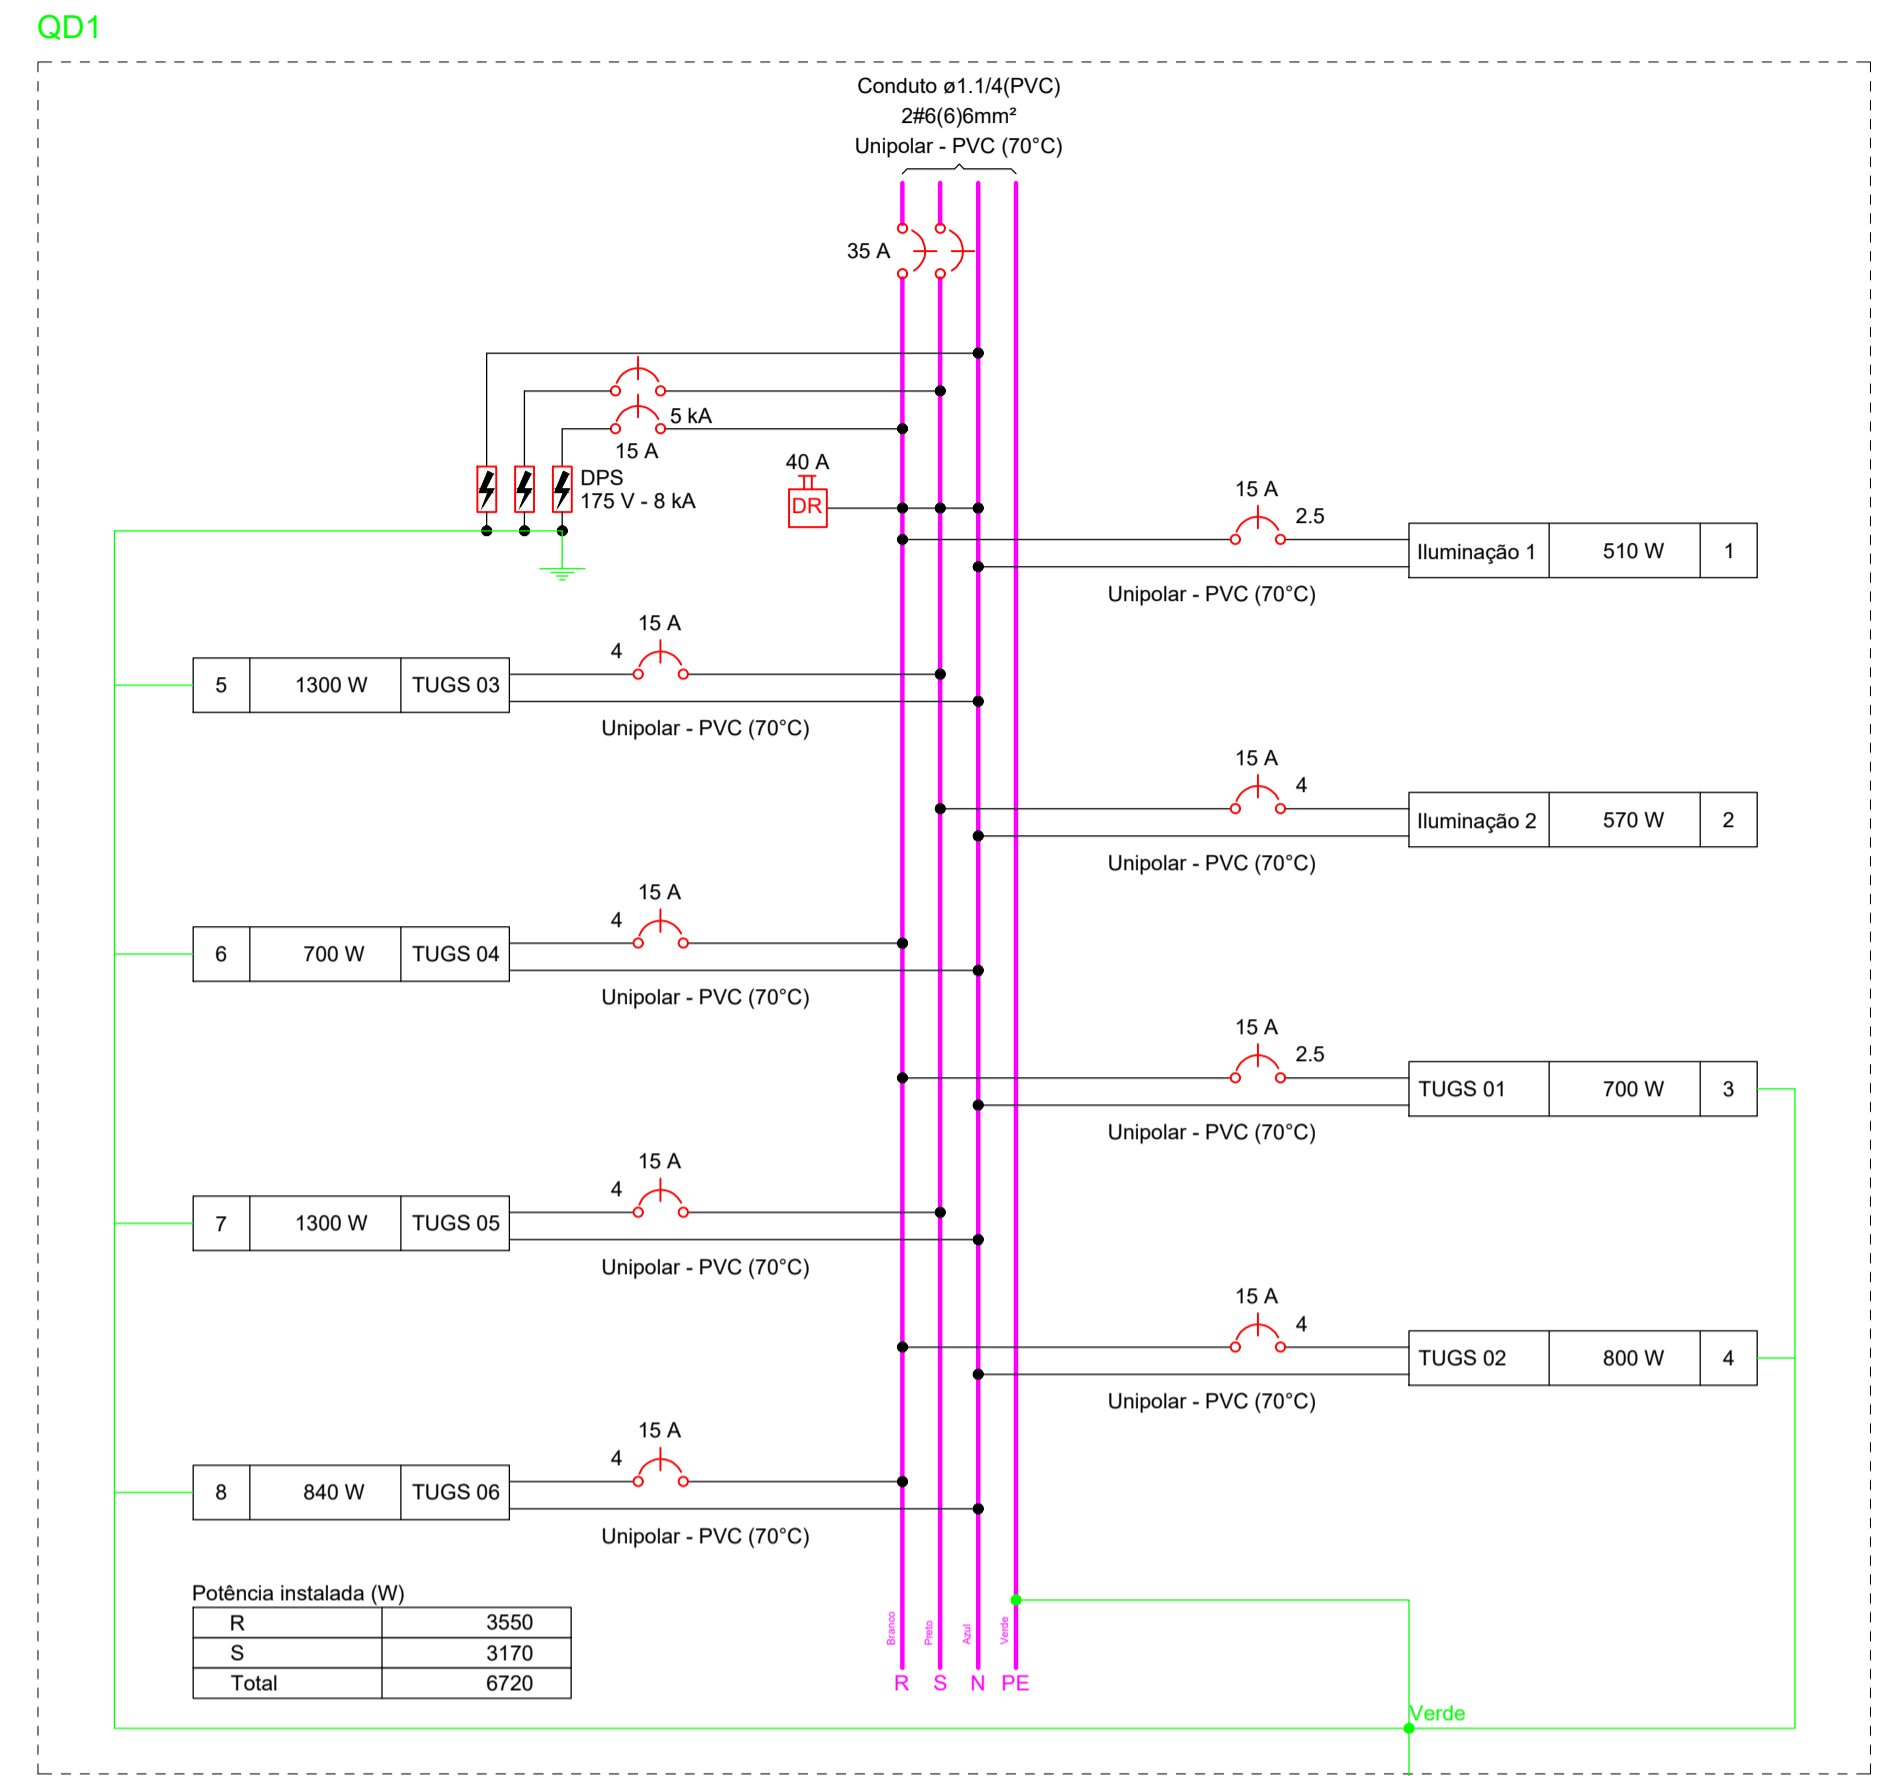 QD1
Conduto ø1.1/4(PVC)
2#6(6)6mm²
Unipolar - PVC (70°C)
35 A
5 kA
15 A
DPS
175 V - 8 kA
40 A
DR
15 A
2.5
Iluminação 1 510 W 1
Unipolar - PVC (70°C)
15 A
4
5 1300 W TUGS 03
Unipolar - PVC (70°C)
15 A
4
Iluminação 2 570 W 2
Unipolar - PVC (70°C)
15 A
4
6 700 W TUGS 04
Unipolar - PVC (70°C)
15 A
2.5
TUGS 01 700 W 3
Unipolar - PVC (70°C)
15 A
4
7 1300 W TUGS 05
Unipolar - PVC (70°C)
15 A
4
TUGS 02 800 W 4
Unipolar - PVC (70°C)
15 A
4
8 840 W TUGS 06
Unipolar - PVC (70°C)
Potência instalada (W)
R 3550
S 3170
Total 6720
Branco
Preto
Azul
Verde
R S N PE
Verde